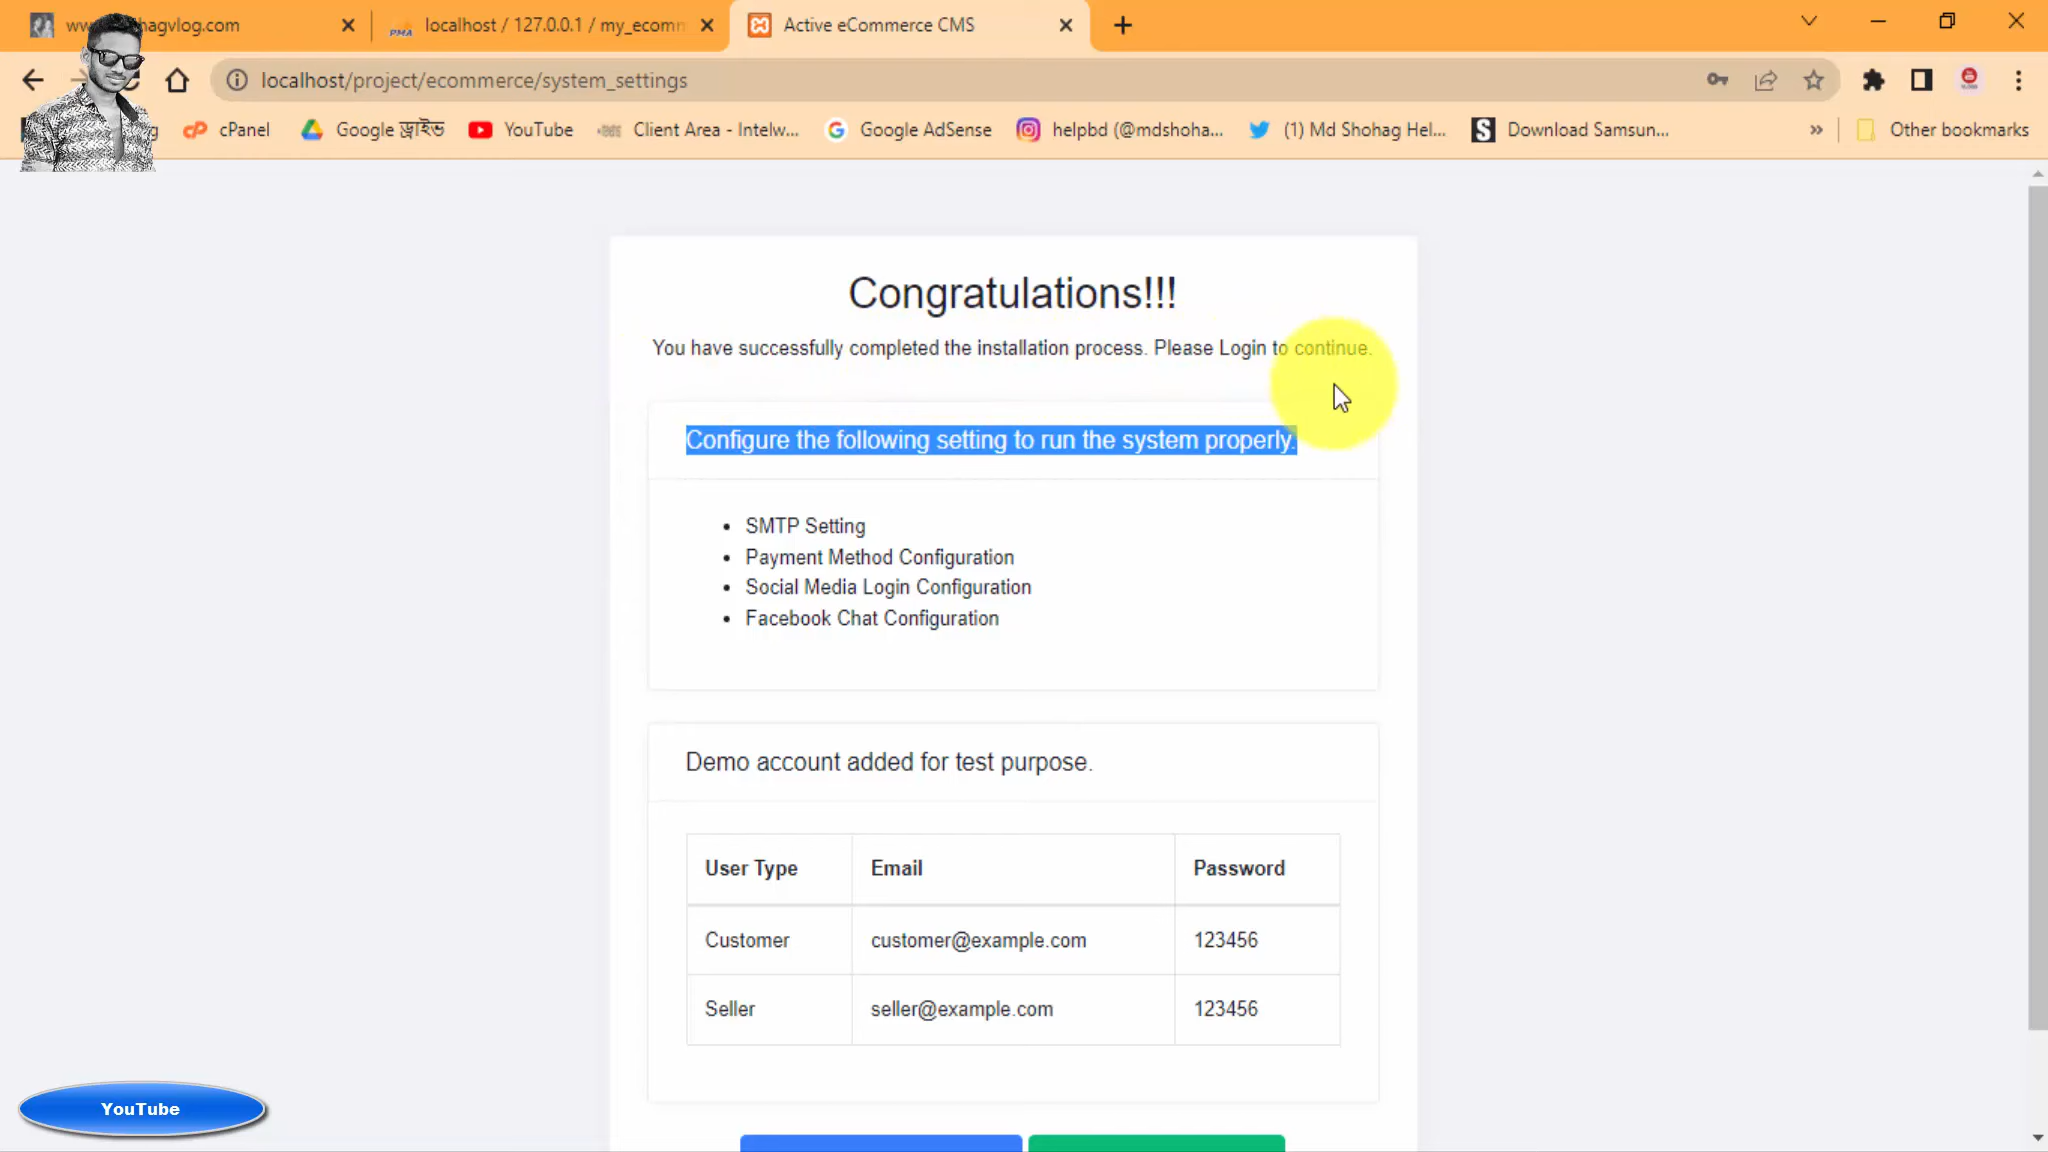 hagvlog.com
localhost / 127.0.0.1 / my_ecomm
Active eCommerce CMS
localhost/project/ecommerce/system_settings
cPanel
Google ড্রাইভ
YouTube
Client Area - Intelw...
Google AdSense
helpbd (@mdshoha...
(1) Md Shohag Hel...
Download Samsun...
»
Other bookmarks
Congratulations!!!
You have successfully completed the installation process. Please Login to continue.
Configure the following setting to run the system properly.
• SMTP Setting
• Payment Method Configuration
• Social Media Login Configuration
• Facebook Chat Configuration
Demo account added for test purpose.
User Type Email Password
Customer customer@example.com 123456
Seller seller@example.com 123456
YouTube